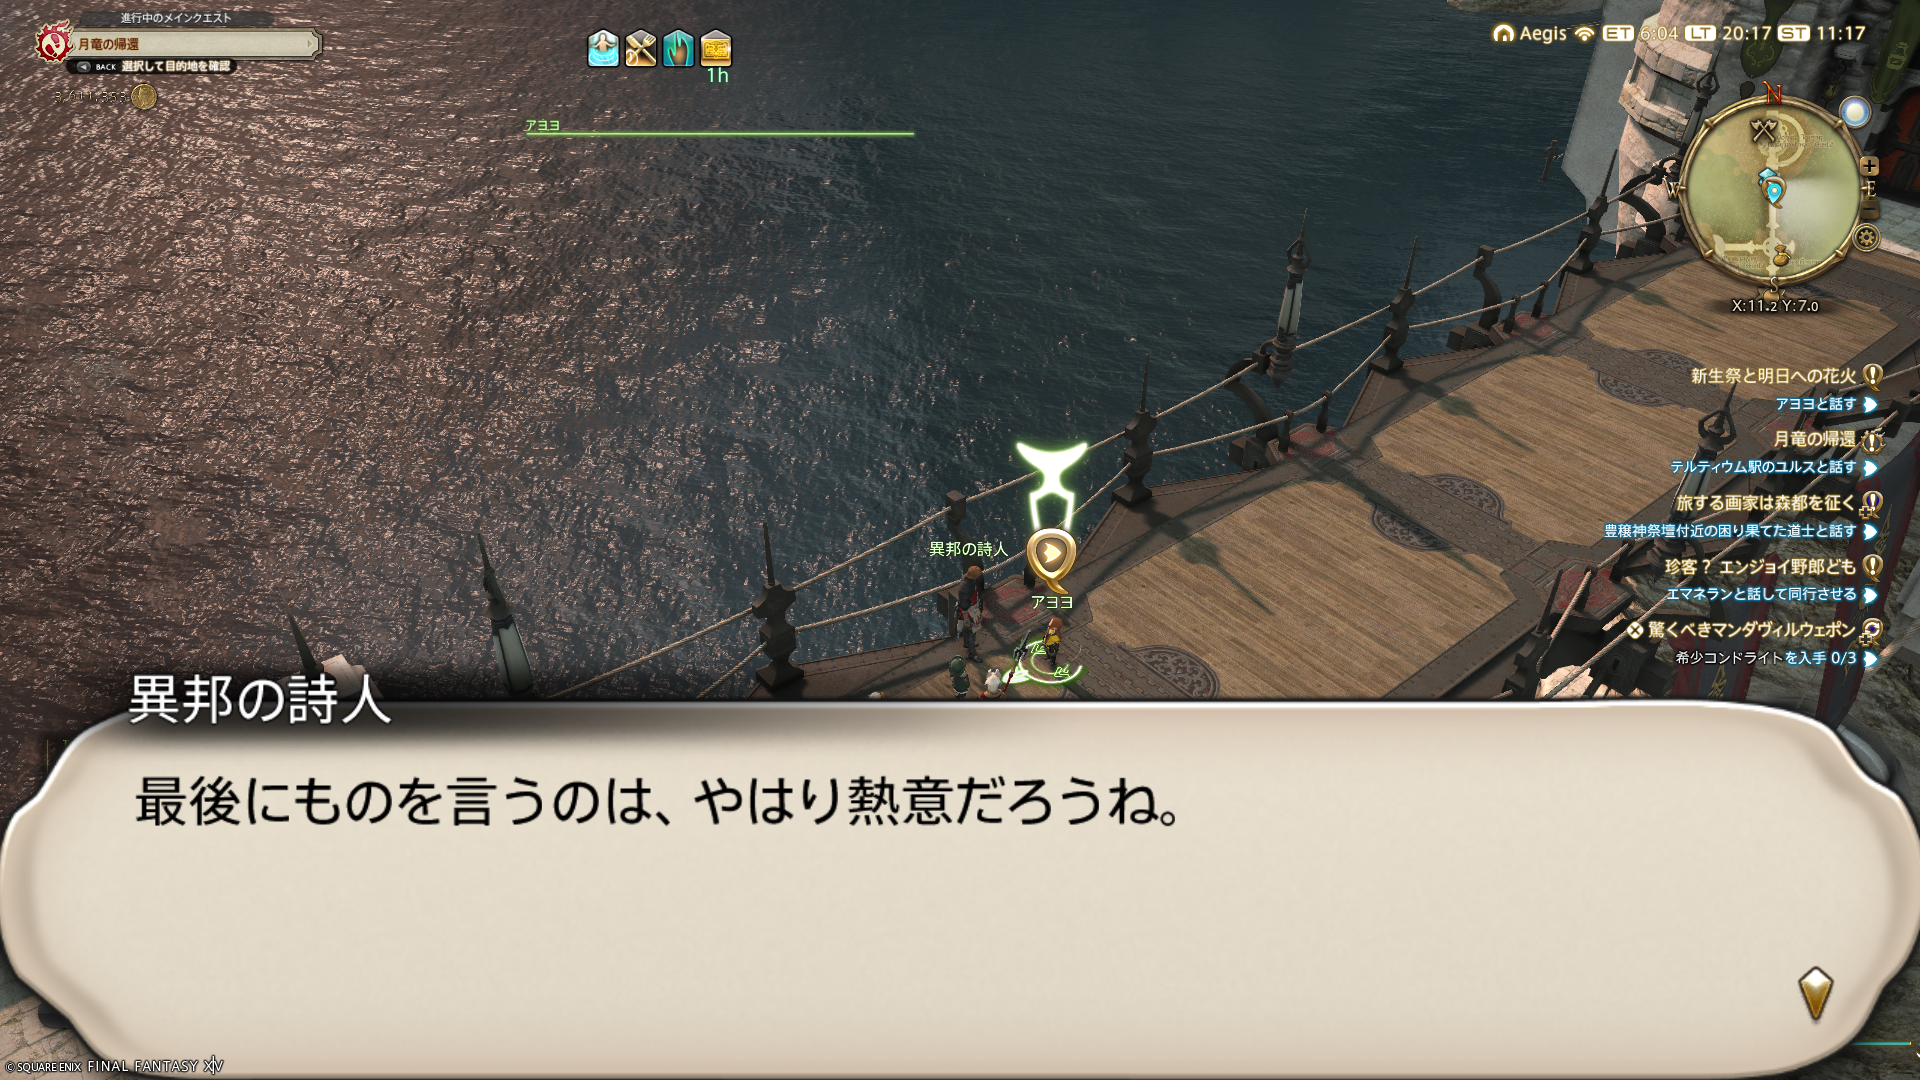 進行中のメインクエスト
月竜の帰還
BACK 選択して目的地を確認
1h
アヨヨ
Aegis ET 6:04 LT 20:17 ST 11:17
N
W
E
S
X:11.2 Y:7.0
新生祭と明日への花火
アヨヨと話す
月竜の帰還
テルティウム駅のユルスと話す
旅する画家は森都を征く
豊穣神祭壇付近の困り果てた道士と話す
珍客？ エンジョイ野郎ども
エマネランと話して同行させる
驚くべきマンダヴィルウェポン
希少コンドライトを入手 0/3
異邦の詩人
アヨヨ
異邦の詩人
最後にものを言うのは、やはり熱意だろうね。
© SQUARE ENIX FINAL FANTASY XIV